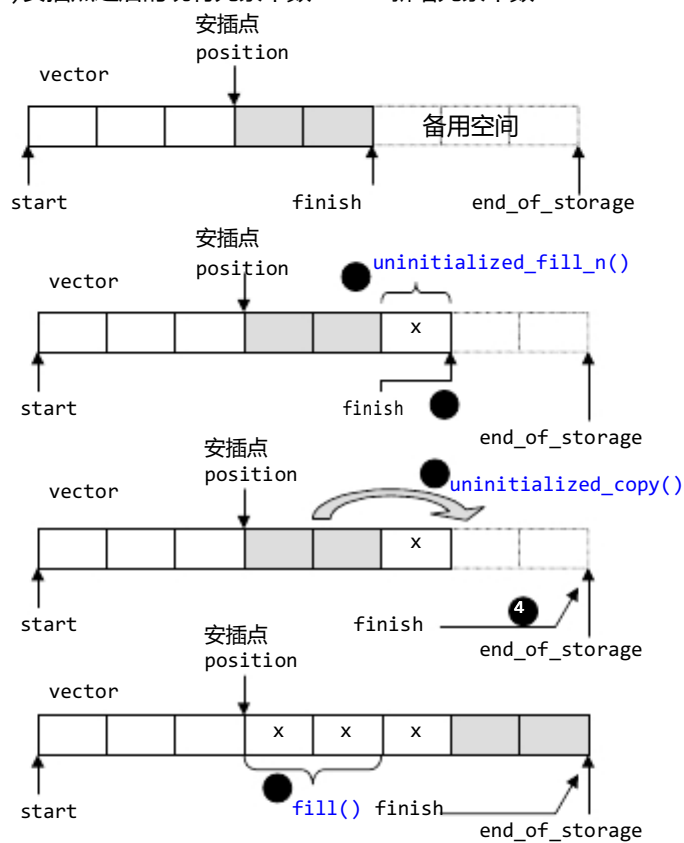 安插点
position
vector
备用空间
start finish end_of_storage
安插点
position uninitialized_fill_n()
vector
x
start finish
end_of_storage
安插点
position
vector uninitialized_copy()
x
4
start finish
end_of_storage
安插点
position
vector
x x x
start fill() finish
end_of_storage